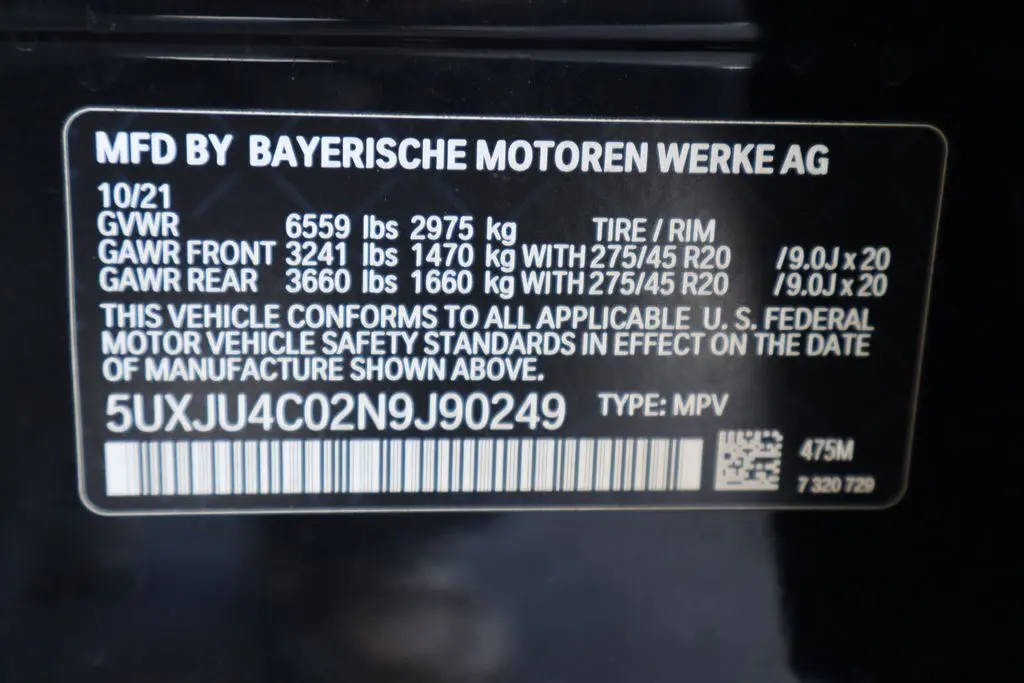 MFD BY BAYERISCHE MOTOREN WERKE AG
10/21
GVWR 6559 lbs 2975 kg TIRE / RIM
GAWR FRONT 3241 lbs 1470 kg WITH 275/45 R20 /9.0J x 20
GAWR REAR 3660 lbs 1660 kg WITH 275/45 R20 /9.0J x 20
THIS VEHICLE CONFORMS TO ALL APPLICABLE U. S. FEDERAL
MOTOR VEHICLE SAFETY STANDARDS IN EFFECT ON THE DATE
OF MANUFACTURE SHOWN ABOVE.
5UXJU4C02N9J90249 TYPE: MPV
475M
7 320 729